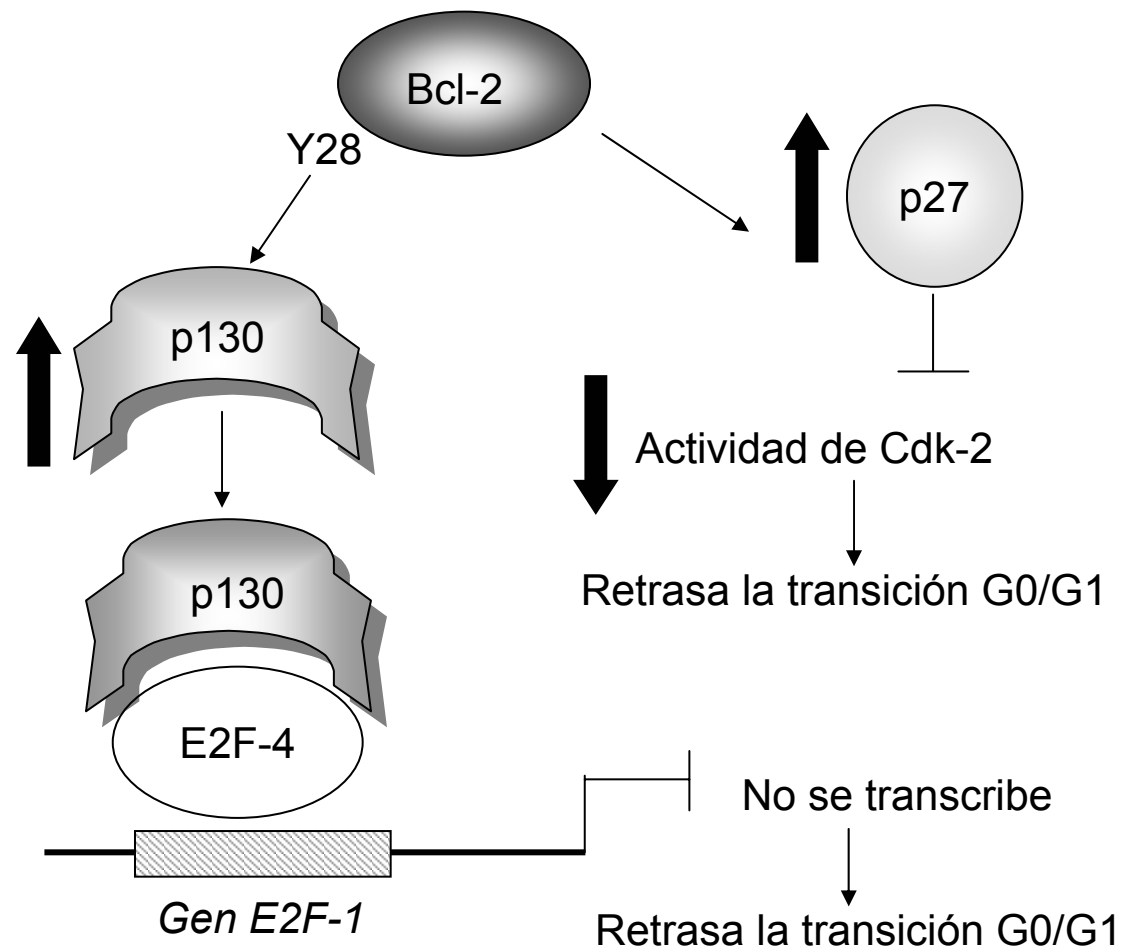 Bcl-2
Y28
p27
p130
Actividad de Cdk-2
Retrasa la transición G0/G1
p130
E2F-4
No se transcribe
Gen E2F-1
Retrasa la transición G0/G1